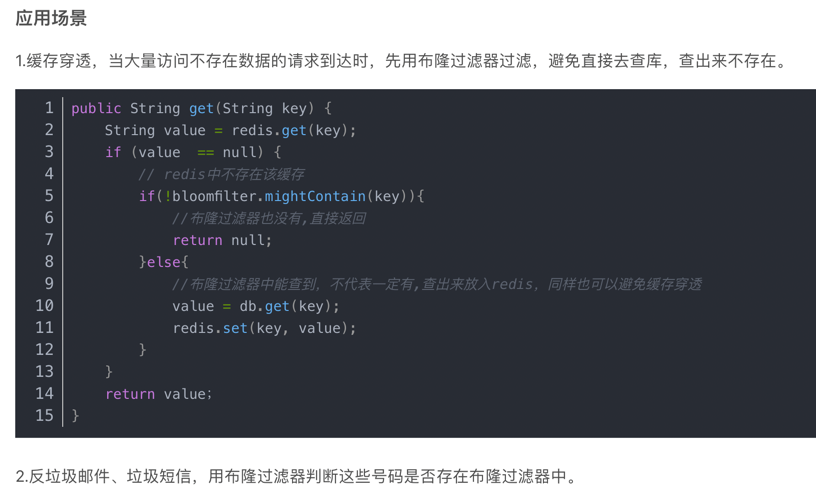 应用场景
1.缓存穿透，当大量访问不存在数据的请求到达时，先用布隆过滤器过滤，避免直接去查库，查出来不存在。
1 public String get(String key) {
2     String value = redis.get(key);
3     if (value  == null) {
4         // redis中不存在该缓存
5         if(!bloomfilter.mightContain(key)){
6             //布隆过滤器也没有,直接返回
7             return null;
8         }else{
9             //布隆过滤器中能查到，不代表一定有,查出来放入redis，同样也可以避免缓存穿透
10             value = db.get(key);
11             redis.set(key, value);
12         }
13     }
14     return value;
15 }
2.反垃圾邮件、垃圾短信，用布隆过滤器判断这些号码是否存在布隆过滤器中。